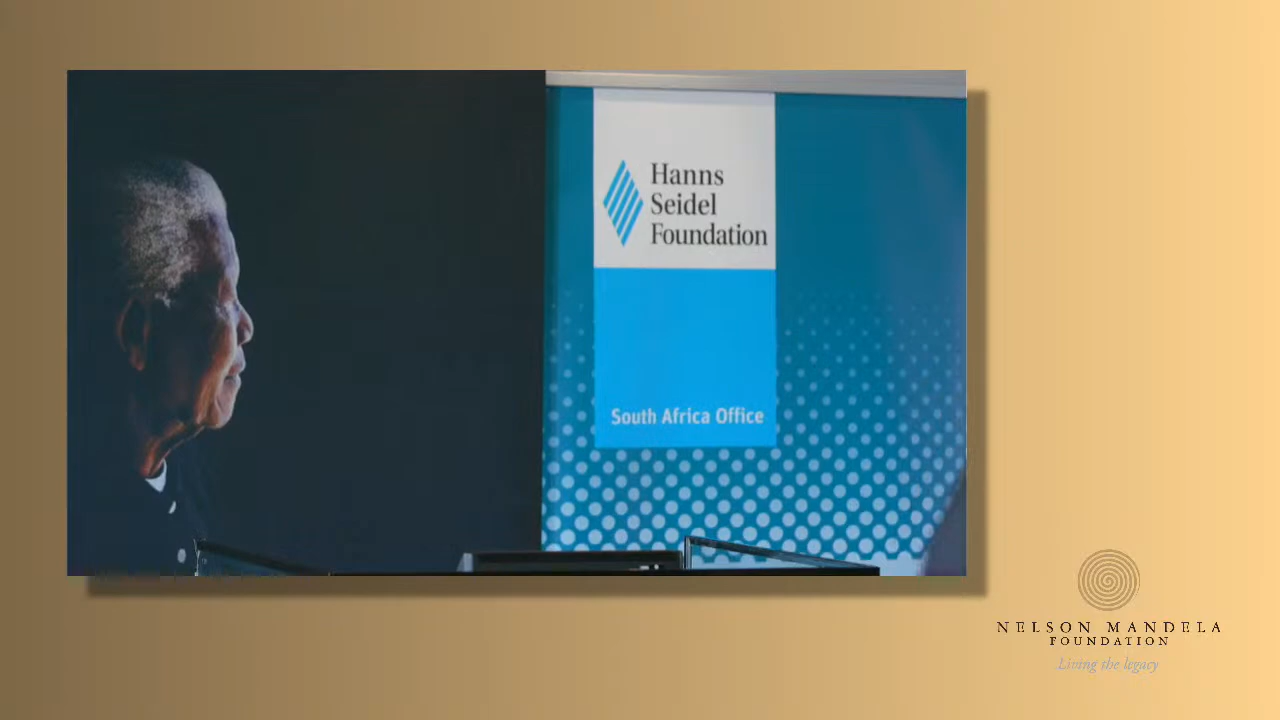 Hanns
Seidel
Foundation
South Africa Office
NELSON MANDELA
FOUNDATION
Living the legacy